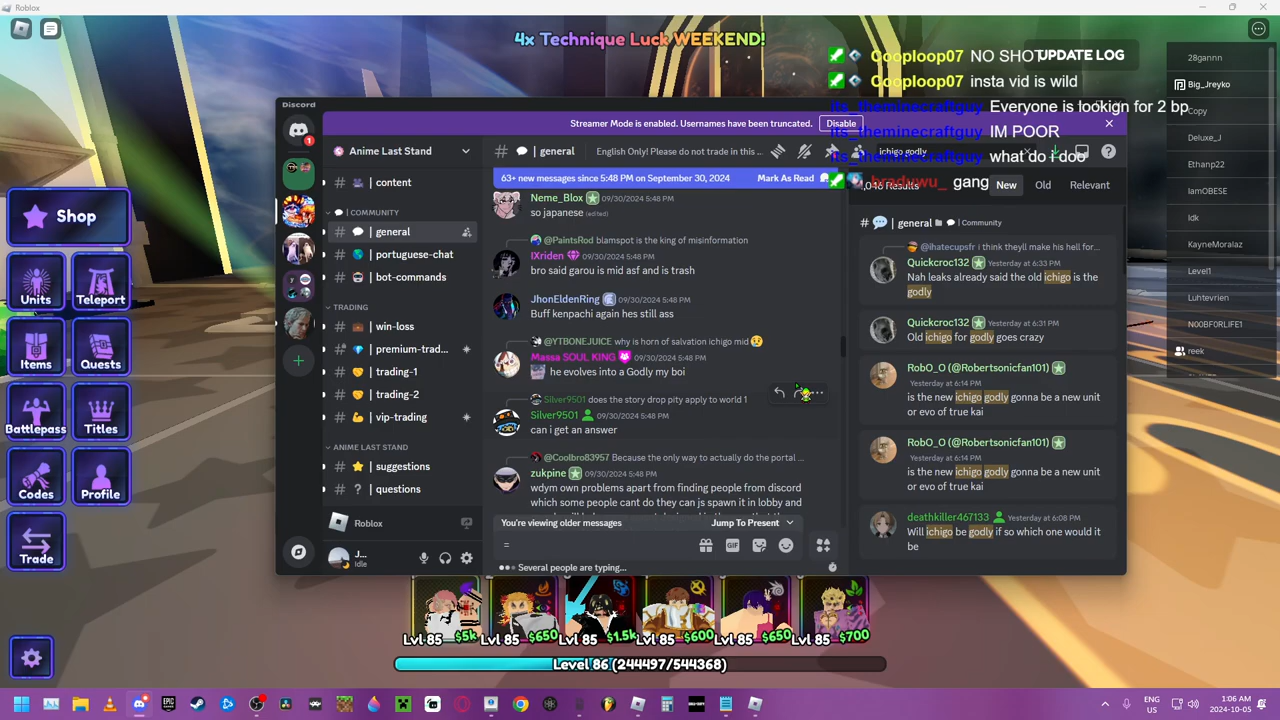 Roblox
4x Technique Luck WEEKEND!
Cooploop07 NO SHOT
UPDATE LOG
Cooploop07 insta vid is wild
its_theminecraftguy Everyone is lookign for 2 bp
its_theminecraftguy IM POOR
its_theminecraftguy what do i doo
braduwu_ gang
28gannn
Big_Jreyko
Copy
Deluxe_J
Ethanp22
IamOBESE
Idk
KayneMoralaz
Level1
Luhtevrien
N00BF0RLIFE1
reek
Shop
Units
Teleport
Items
Quests
Battlepass
Titles
Codes
Profile
Trade
Discord
Streamer Mode is enabled. Usernames have been truncated.
Disable
Anime Last Stand
# | general
English Only! Please do not trade in this ...
ichigo godly
63+ new messages since 5:48 PM on September 30, 2024
Mark As Read
content
COMMUNITY
| general
| portuguese-chat
| bot-commands
TRADING
| win-loss
| premium-trad...
| trading-1
| trading-2
| vip-trading
ANIME LAST STAND
| suggestions
| questions
Roblox
J...
Idle
Neme_Blox 09/30/2024 5:48 PM
so japanese (edited)
@PaintsRod blamspot is the king of misinformation
IXriden 09/30/2024 5:48 PM
bro said garou is mid asf and is trash
JhonEldenRing 09/30/2024 5:48 PM
Buff kenpachi again hes still ass
@YTBONEJUICE why is horn of salvation ichigo mid
Massa SOUL KING 09/30/2024 5:48 PM
he evolves into a Godly my boi
Silver9501 does the story drop pity apply to world 1
Silver9501 09/30/2024 5:48 PM
can i get an answer
@Coolbro83957 Because the only way to actually do the portal ...
zukpine 09/30/2024 5:48 PM
wdym own problems apart from finding people from discord
which some people cant do they can js spawn it in lobby and
You're viewing older messages
Jump To Present
=
GIF
Several people are typing...
New
Old
Relevant
# | general
| Community
@ihatecupsfr i think theyll make his hell for...
Quickcroc132 Yesterday at 6:33 PM
Nah leaks already said the old ichigo is the
godly
Quickcroc132 Yesterday at 6:31 PM
Old ichigo for godly goes crazy
RobO_O (@Robertsonicfan101)
Yesterday at 6:14 PM
is the new ichigo godly gonna be a new unit
or evo of true kai
RobO_O (@Robertsonicfan101)
Yesterday at 6:14 PM
is the new ichigo godly gonna be a new unit
or evo of true kai
deathkiller467133 Yesterday at 6:08 PM
Will ichigo be godly if so which one would it
be
Lvl 85 $5k
Lvl 85 $650
Lvl 85 $1.5k
Lvl 85 $600
Lvl 85 $650
Lvl 85 $700
Level 86 (244497/544368)
ENG
US
1:06 AM
2024-10-05